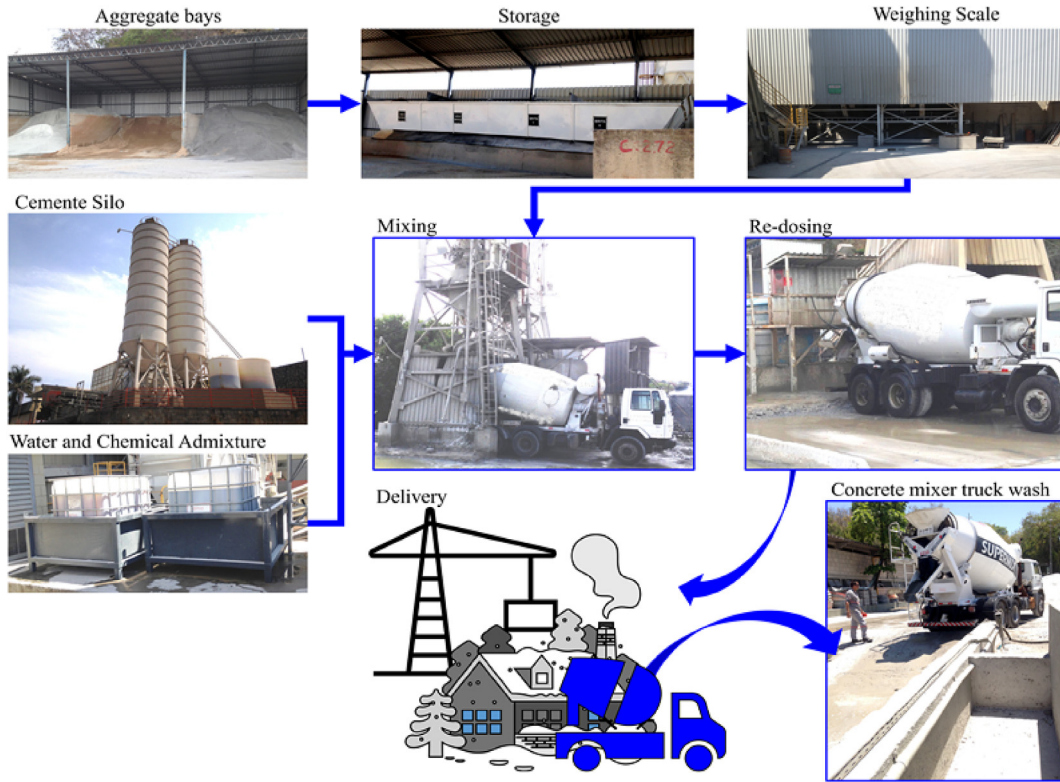 Aggregate bays
Storage
Weighing Scale
C.272
Cemente Silo
Mixing
Re-dosing
Water and Chemical Admixture
Delivery
Concrete mixer truck wash